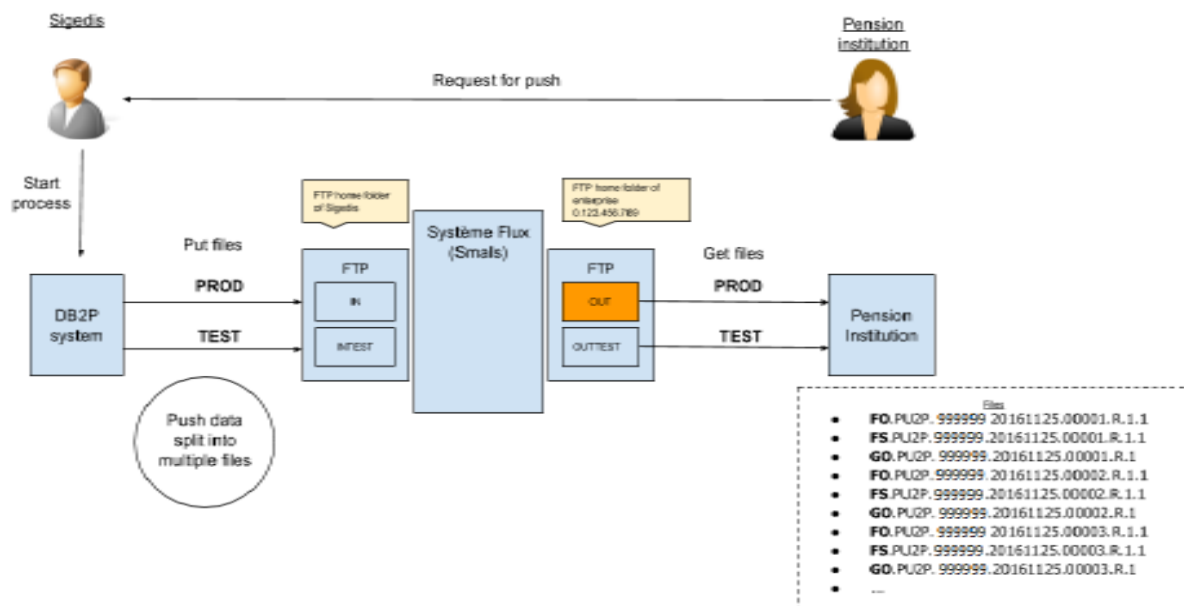 Sigedis
Pension
institution
Request for push
Start
process
FTP home folder
of Sigedis
FTP home folder of
enterprise
0.123.456.789
Système Flux
(Smals)
Put files
Get files
FTP
FTP
PROD
IN
OUT
PROD
DB2P
system
TEST
INTEST
OUTTEST
TEST
Pension
Institution
Push data
split into
multiple files
Files
FO.PU2P. 999999 20161125.00001.R.1.1
FS.PU2P. 999999.20161125.00001.R.1.1
GO.PU2P. 999999.20161125.00001.R.1
FO.PU2P. 999999 20161125.00002.R.1.1
FS.PU2P. 999999.20161125.00002.R.1.1
GO.PU2P. 999999.20161125.00002.R.1
FO.PU2P. 999999 20161125.00003.R.1.1
FS.PU2P. 999999.20161125.00003.R.1.1
GO.PU2P. 999999.20161125.00003.R.1
...